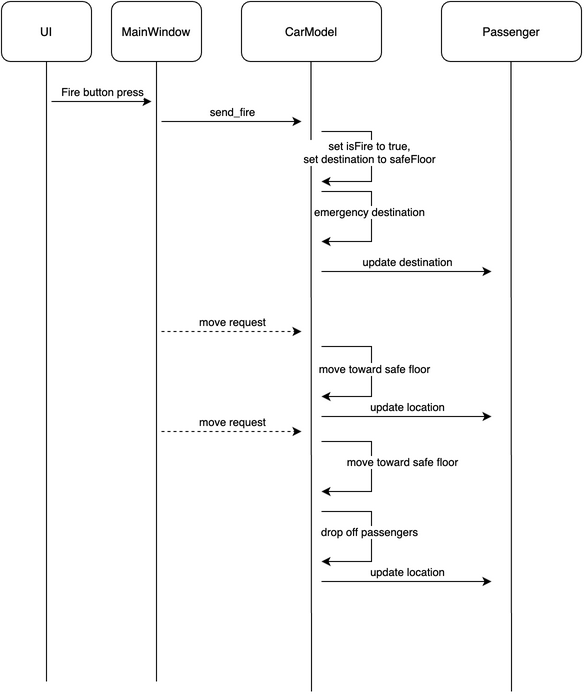 UI
MainWindow
CarModel
Passenger
Fire button press
send_fire
set isFire to true,
set destination to safeFloor
emergency destination
update destination
move request
move toward safe floor
update location
move request
move toward safe floor
drop off passengers
update location